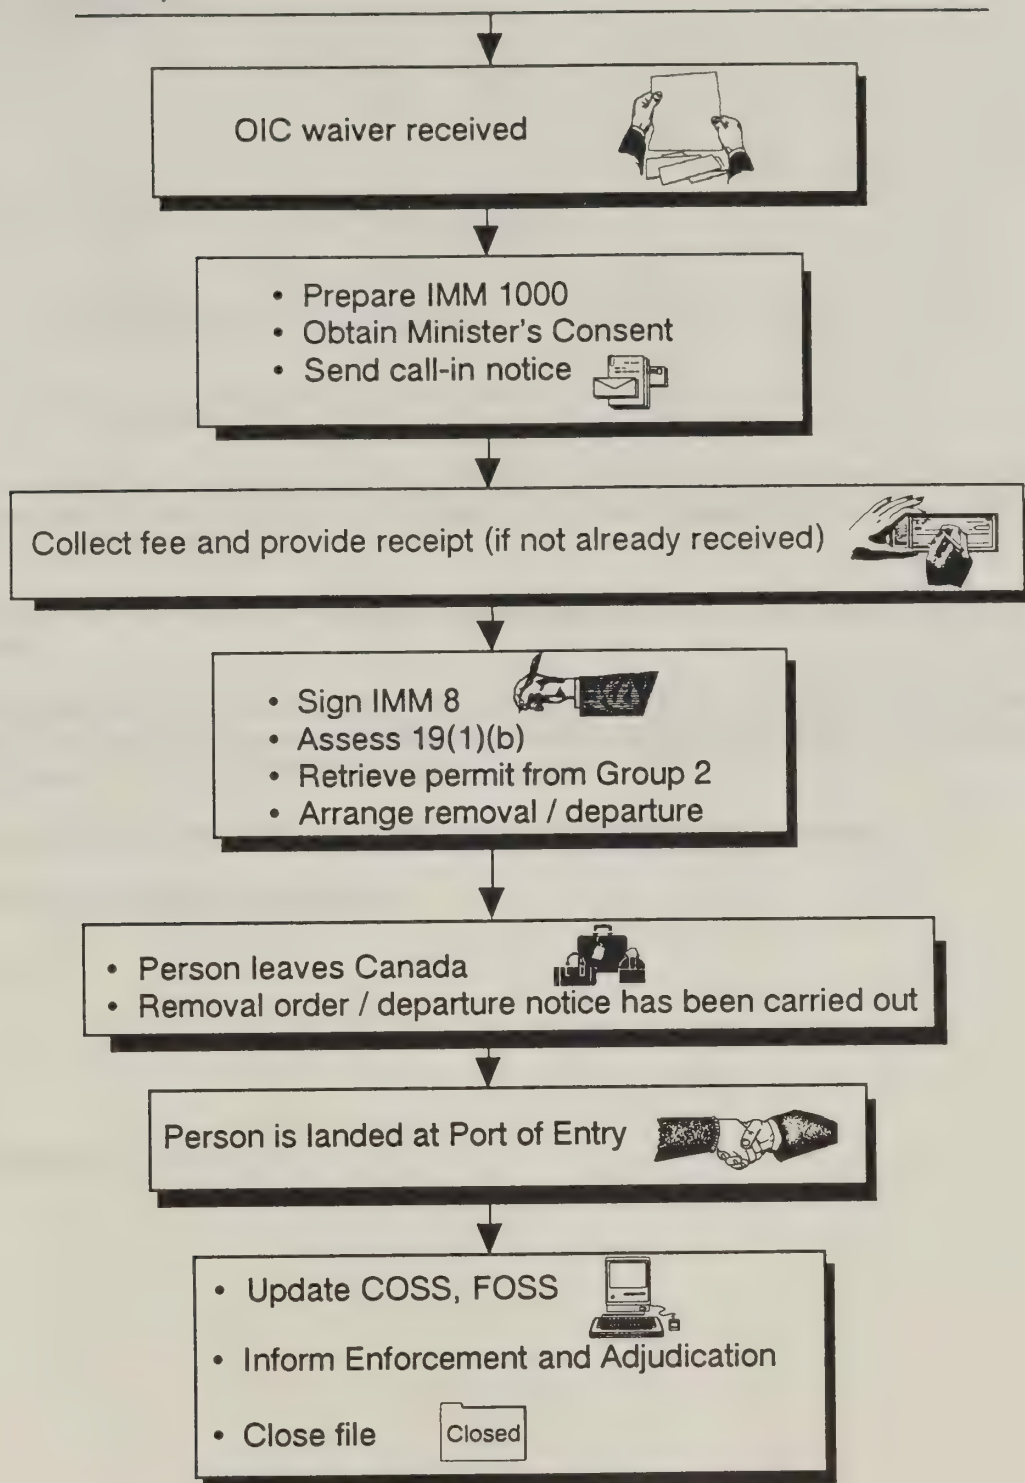 OIC waiver received
• Prepare IMM 1000
• Obtain Minister's Consent
• Send call-in notice
Collect fee and provide receipt (if not already received)
• Sign IMM 8
• Assess 19(1)(b)
• Retrieve permit from Group 2
• Arrange removal / departure
• Person leaves Canada
• Removal order / departure notice has been carried out
Person is landed at Port of Entry
• Update COSS, FOSS
• Inform Enforcement and Adjudication
• Close file
Closed